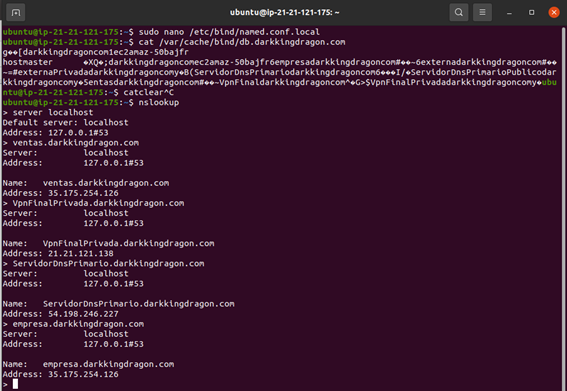 ubuntu@ip-21-21-121-175: ~
ubuntu@ip-21-21-121-175:~$ sudo nano /etc/bind/named.conf.local
ubuntu@ip-21-21-121-175:~$ cat /var/cache/bind/db.darkkingdragon.com
g��[darkkingdragoncom1ec2amaz-50bajfr
hostmaster �XQ�;darkkingdragoncomec2amaz-50bajfr6empresadarkkingdragoncom#��~6externadarkkingdragoncom#��
~=#externaPrivadadarkkingdragoncomy�B(ServidorDnsPrimariodarkkingdragoncom6���I/�ServidorDnsPrimarioPublicodar
kkingdragoncomy�5entasdarkkingdragoncom#��~VpnFinaldarkkingdragoncom^�G>$VpnFinalPrivadadarkkingdragoncomy�ubun
tu@ip-21-21-121-175:~$ catclear^C
ubuntu@ip-21-21-121-175:~$ nslookup
> server localhost
Default server: localhost
Address: 127.0.0.1#53
> ventas.darkkingdragon.com
Server: localhost
Address: 127.0.0.1#53
Name: ventas.darkkingdragon.com
Address: 35.175.254.126
> VpnFinalPrivada.darkkingdragon.com
Server: localhost
Address: 127.0.0.1#53
Name: VpnFinalPrivada.darkkingdragon.com
Address: 21.21.121.138
> ServidorDnsPrimario.darkkingdragon.com
Server: localhost
Address: 127.0.0.1#53
Name: ServidorDnsPrimario.darkkingdragon.com
Address: 54.198.246.227
> empresa.darkkingdragon.com
Server: localhost
Address: 127.0.0.1#53
Name: empresa.darkkingdragon.com
Address: 35.175.254.126
>